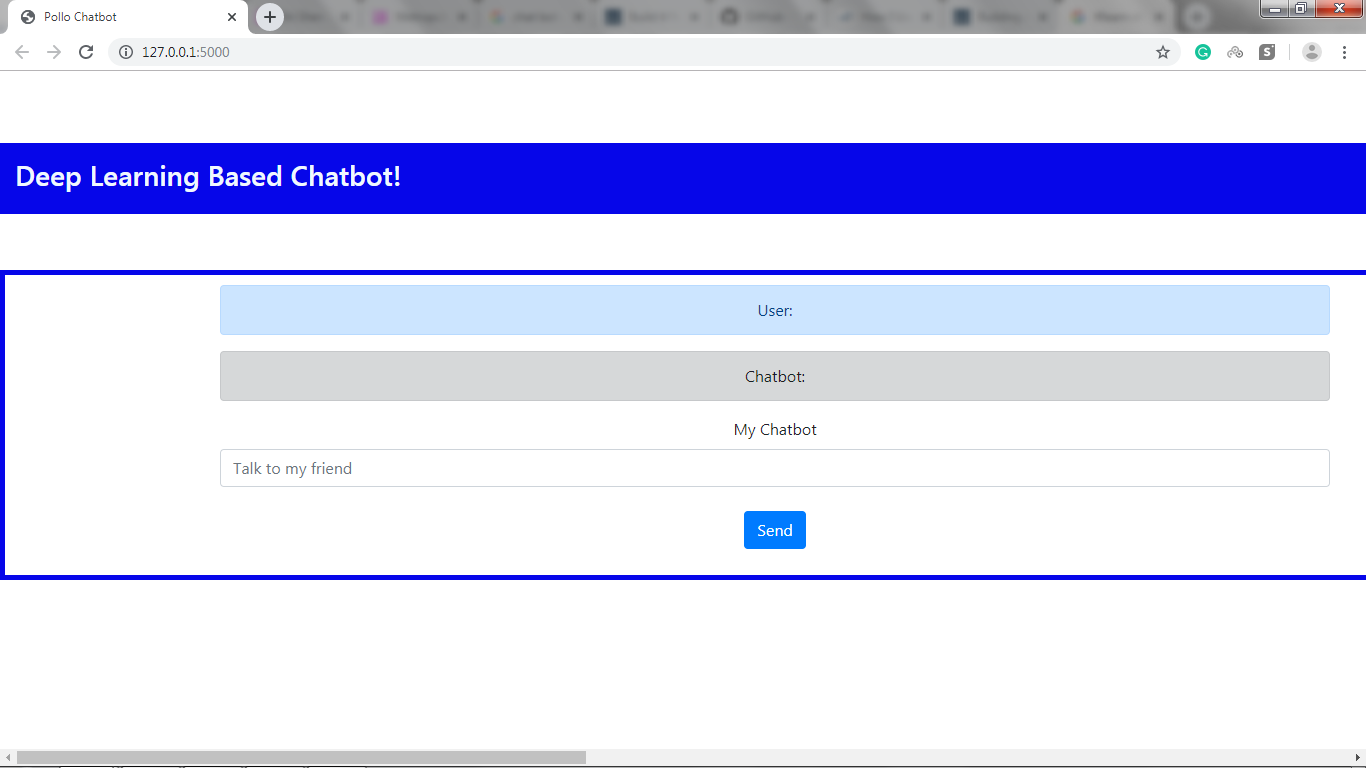 Pollo Chatbot
127.0.0.1:5000
Deep Learning Based Chatbot!
User:
Chatbot:
My Chatbot
Talk to my friend
Send